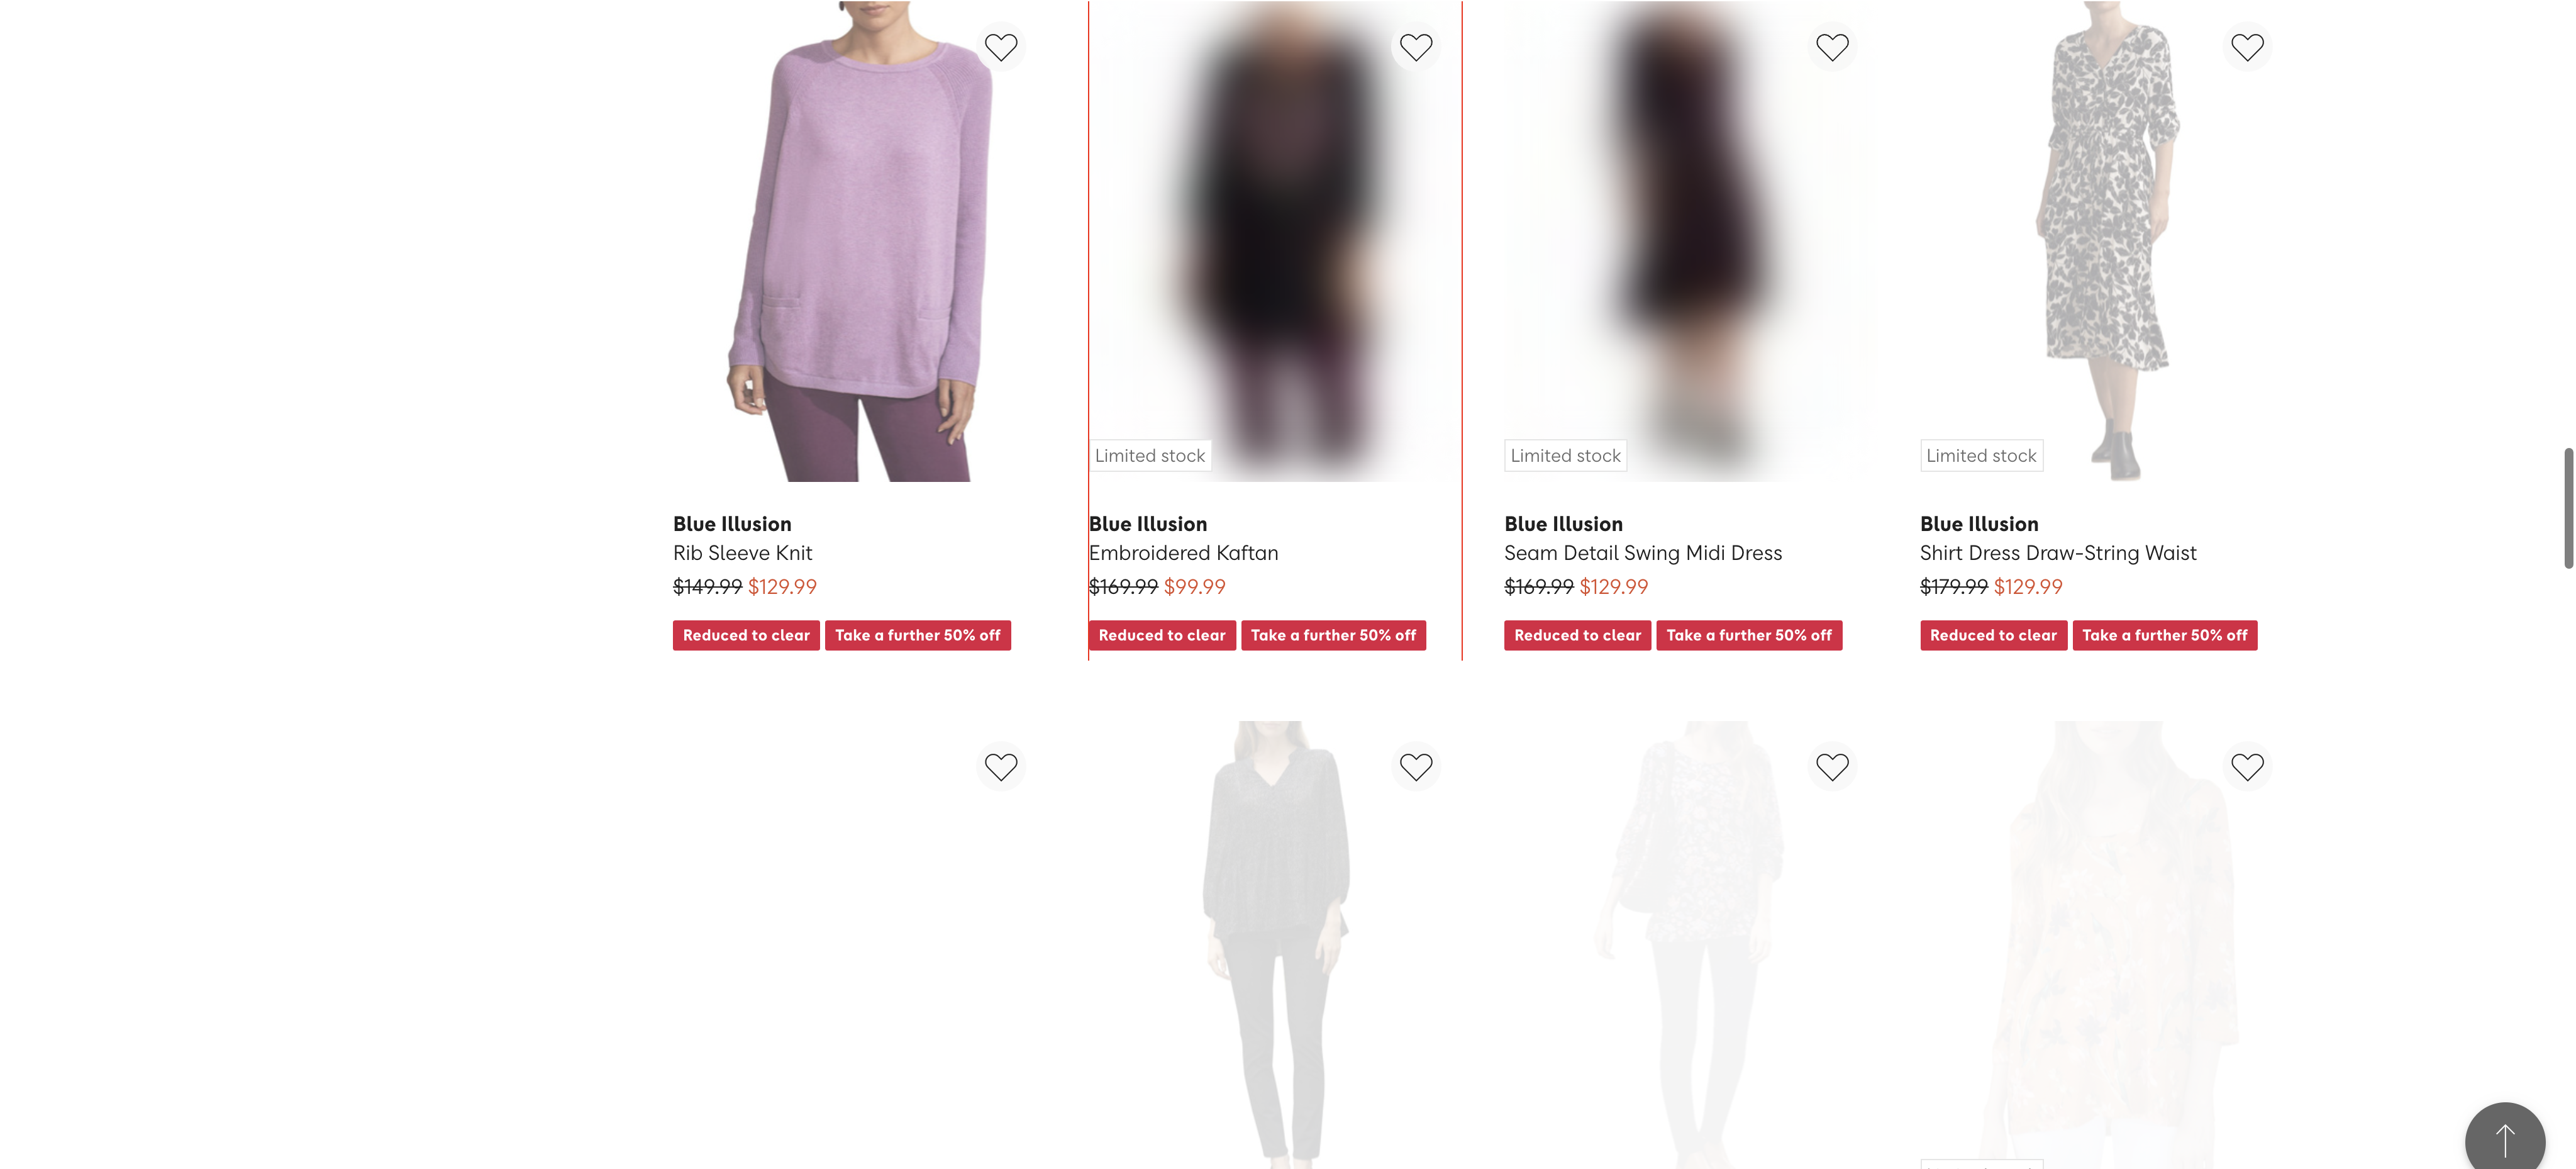 Limited stock
Limited stock
Limited stock
Blue Illusion
Rib Sleeve Knit
$149.99 $129.99
Reduced to clear Take a further 50% off
Blue Illusion
Embroidered Kaftan
$169.99 $99.99
Reduced to clear Take a further 50% off
Blue Illusion
Seam Detail Swing Midi Dress
$169.99 $129.99
Reduced to clear Take a further 50% off
Blue Illusion
Shirt Dress Draw-String Waist
$179.99 $129.99
Reduced to clear Take a further 50% off